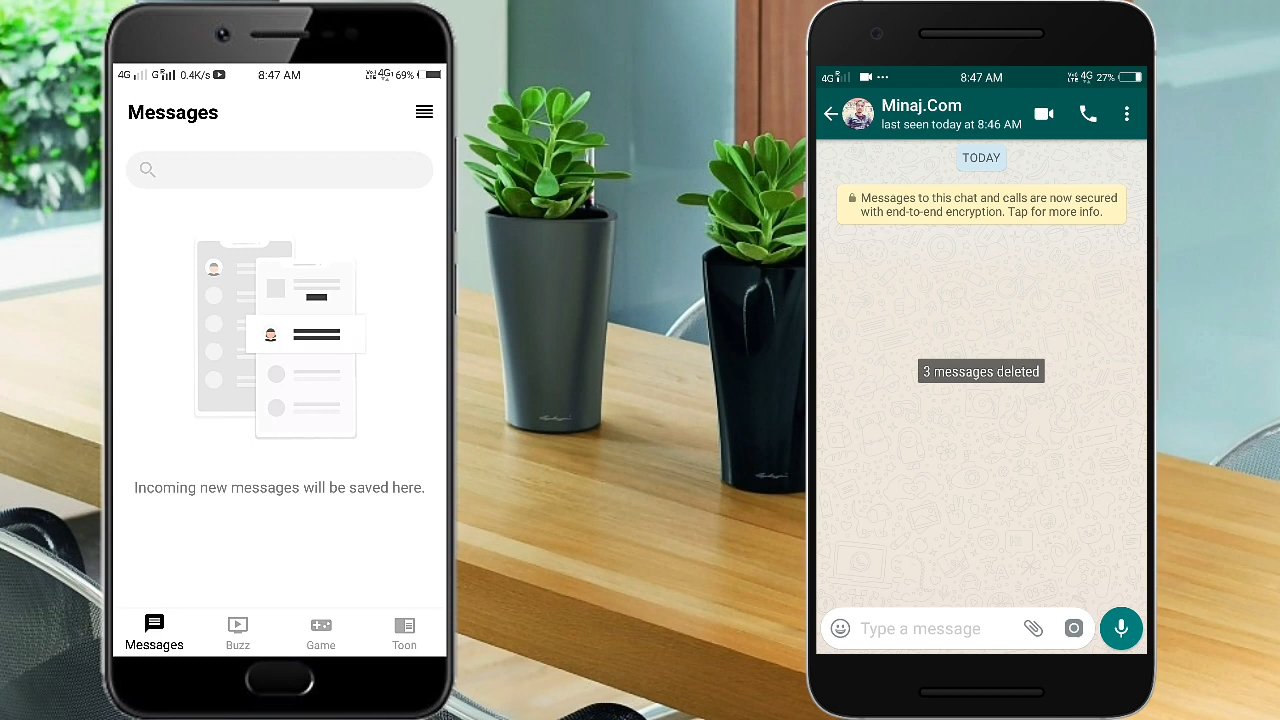 4G G R 0.4K/s 8:47 AM 4G 69%
Messages
Incoming new messages will be saved here.
Messages Buzz Game Toon
4G R ... 8:47 AM VoI LTE 4G 27%
Minaj.Com
last seen today at 8:46 AM
TODAY
Messages to this chat and calls are now secured
with end-to-end encryption. Tap for more info.
3 messages deleted
Type a message